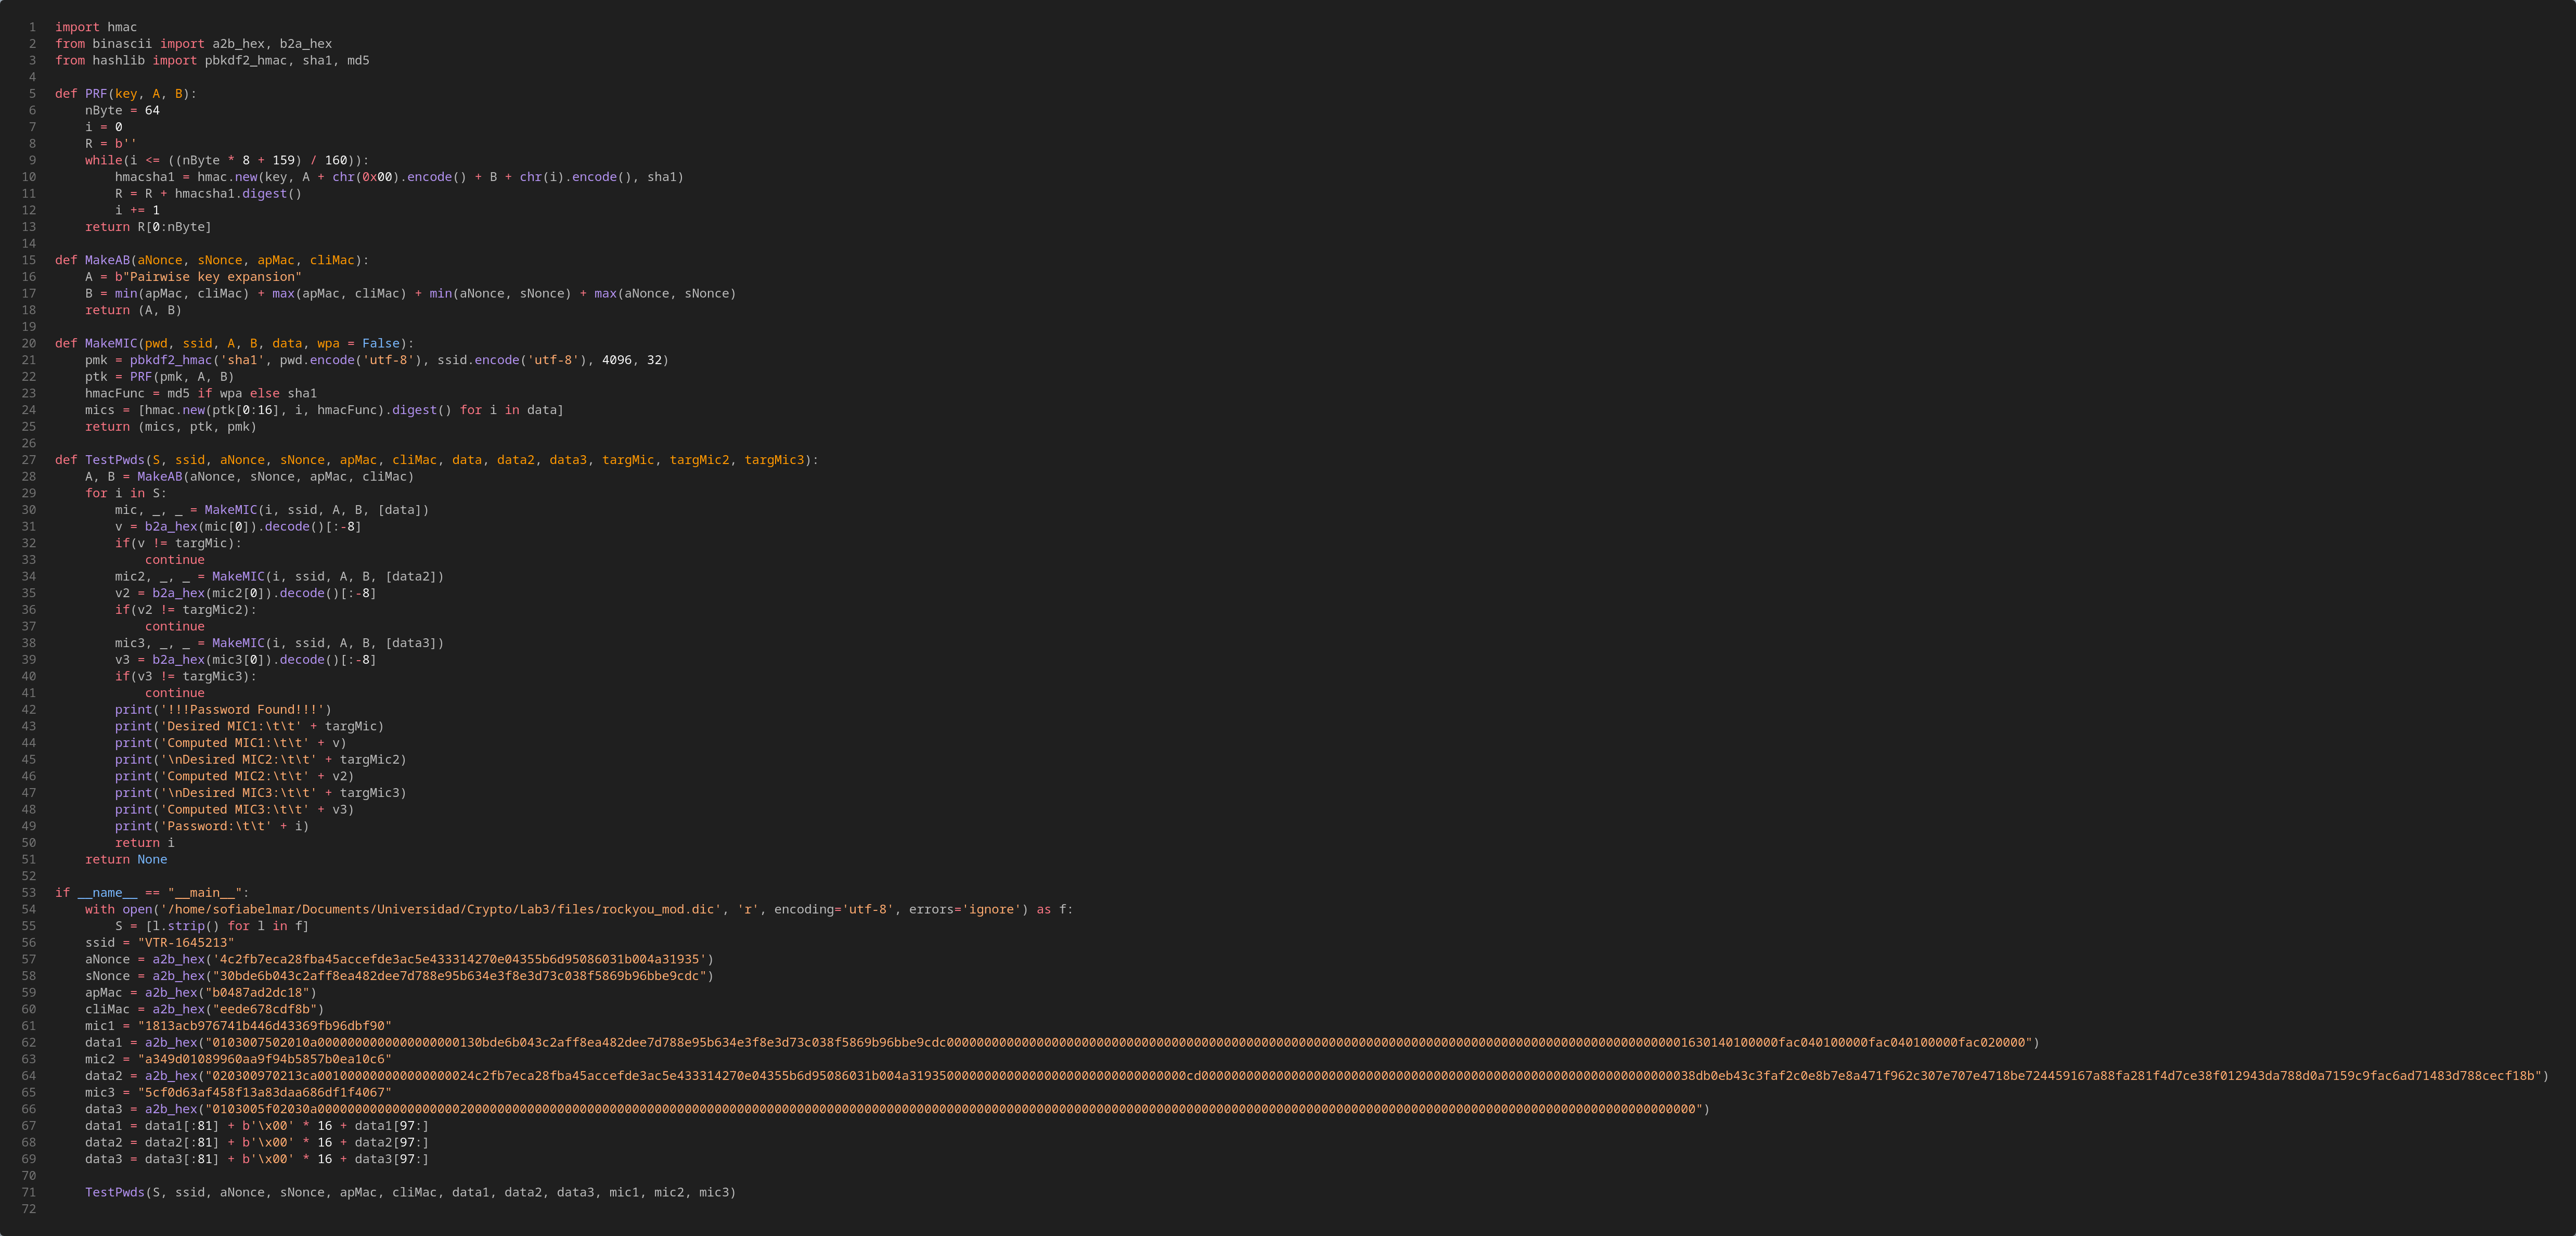 1 import hmac
2 from binascii import a2b_hex, b2a_hex
3 from hashlib import pbkdf2_hmac, sha1, md5
4
5 def PRF(key, A, B):
6     nByte = 64
7     i = 0
8     R = b''
9     while(i <= ((nByte * 8 + 159) / 160)):
10         hmacsha1 = hmac.new(key, A + chr(0x00).encode() + B + chr(i).encode(), sha1)
11         R = R + hmacsha1.digest()
12         i += 1
13     return R[0:nByte]
14
15 def MakeAB(aNonce, sNonce, apMac, cliMac):
16     A = b"Pairwise key expansion"
17     B = min(apMac, cliMac) + max(apMac, cliMac) + min(aNonce, sNonce) + max(aNonce, sNonce)
18     return (A, B)
19
20 def MakeMIC(pwd, ssid, A, B, data, wpa = False):
21     pmk = pbkdf2_hmac('sha1', pwd.encode('utf-8'), ssid.encode('utf-8'), 4096, 32)
22     ptk = PRF(pmk, A, B)
23     hmacFunc = md5 if wpa else sha1
24     mics = [hmac.new(ptk[0:16], i, hmacFunc).digest() for i in data]
25     return (mics, ptk, pmk)
26
27 def TestPwds(S, ssid, aNonce, sNonce, apMac, cliMac, data, data2, data3, targMic, targMic2, targMic3):
28     A, B = MakeAB(aNonce, sNonce, apMac, cliMac)
29     for i in S:
30         mic, _, _ = MakeMIC(i, ssid, A, B, [data])
31         v = b2a_hex(mic[0]).decode()[:-8]
32         if(v != targMic):
33             continue
34         mic2, _, _ = MakeMIC(i, ssid, A, B, [data2])
35         v2 = b2a_hex(mic2[0]).decode()[:-8]
36         if(v2 != targMic2):
37             continue
38         mic3, _, _ = MakeMIC(i, ssid, A, B, [data3])
39         v3 = b2a_hex(mic3[0]).decode()[:-8]
40         if(v3 != targMic3):
41             continue
42         print('!!!Password Found!!!')
43         print('Desired MIC1:\t\t' + targMic)
44         print('Computed MIC1:\t\t' + v)
45         print('\nDesired MIC2:\t\t' + targMic2)
46         print('Computed MIC2:\t\t' + v2)
47         print('\nDesired MIC3:\t\t' + targMic3)
48         print('Computed MIC3:\t\t' + v3)
49         print('Password:\t\t' + i)
50         return i
51     return None
52
53 if __name__ == "__main__":
54     with open('/home/sofiabelmar/Documents/Universidad/Crypto/Lab3/files/rockyou_mod.dic', 'r', encoding='utf-8', errors='ignore') as f:
55         S = [l.strip() for l in f]
56     ssid = "VTR-1645213"
57     aNonce = a2b_hex('4c2fb7eca28fba45accefde3ac5e433314270e04355b6d95086031b004a31935')
58     sNonce = a2b_hex("30bde6b043c2aff8ea482dee7d788e95b634e3f8e3d73c038f5869b96bbe9cdc")
59     apMac = a2b_hex("b0487ad2dc18")
60     cliMac = a2b_hex("eede678cdf8b")
61     mic1 = "1813acb976741b446d43369fb96dbf90"
62     data1 = a2b_hex("0103007502010a0000000000000000000130bde6b043c2aff8ea482dee7d788e95b634e3f8e3d73c038f5869b96bbe9cdc000000000000000000000000000000000000000000000000000000000000000000000000000000000000000000000000001630140100000fac040100000fac040100000fac020000")
63     mic2 = "a349d01089960aa9f94b5857b0ea10c6"
64     data2 = a2b_hex("020300970213ca001000000000000000024c2fb7eca28fba45accefde3ac5e433314270e04355b6d95086031b004a3193500000000000000000000000000000000cd000000000000000000000000000000000000000000000000000000000000000038db0eb43c3faf2c0e8b7e8a471f962c307e707e4718be724459167a88fa281f4d7ce38f012943da788d0a7159c9fac6ad71483d788cecf18b")
65     mic3 = "5cf0d63af458f13a83daa686df1f4067"
66     data3 = a2b_hex("0103005f02030a0000000000000000000200000000000000000000000000000000000000000000000000000000000000000000000000000000000000000000000000000000000000000000000000000000000000000000000000000000000000000000000000")
67     data1 = data1[:81] + b'\x00' * 16 + data1[97:]
68     data2 = data2[:81] + b'\x00' * 16 + data2[97:]
69     data3 = data3[:81] + b'\x00' * 16 + data3[97:]
70
71     TestPwds(S, ssid, aNonce, sNonce, apMac, cliMac, data1, data2, data3, mic1, mic2, mic3)
72